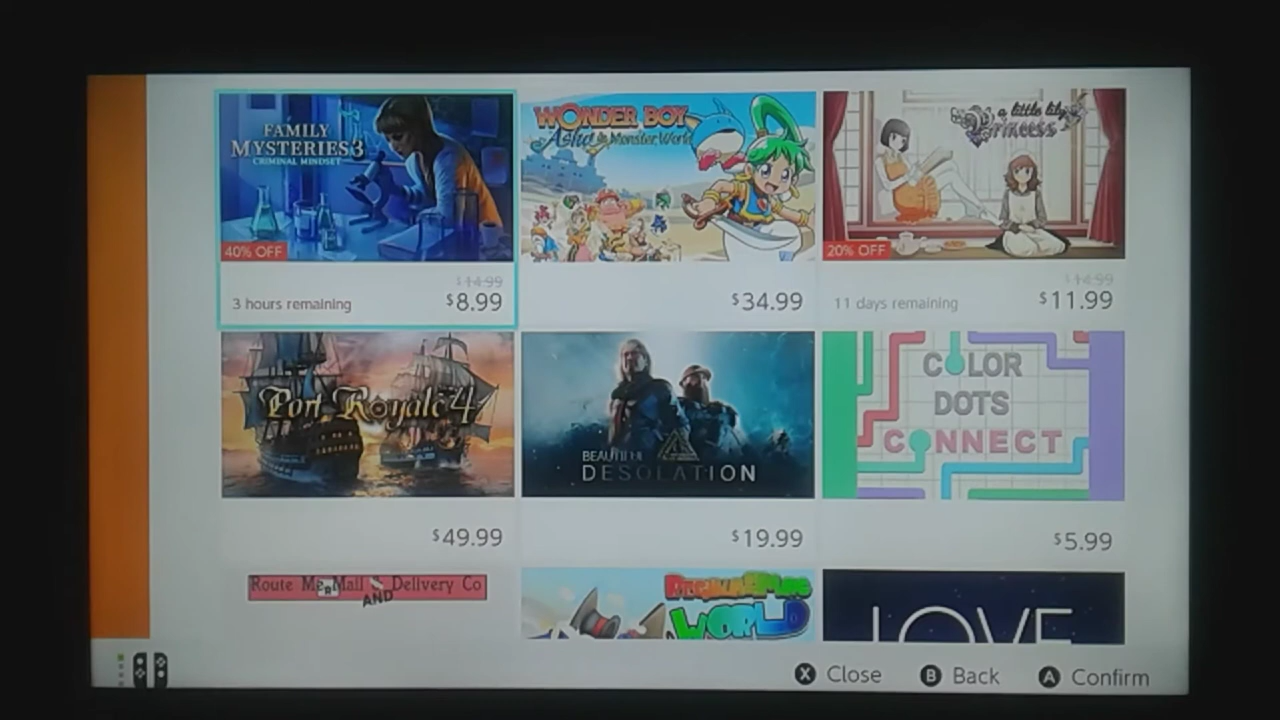 FAMILY
MYSTERIES 3
CRIMINAL MINDSET
40% OFF
$14.99
3 hours remaining
$8.99
WONDER BOY
Asha in Monster World
$34.99
a little lily
Princess
20% OFF
$14.99
11 days remaining
$11.99
Port Royale 4
$49.99
BEAUTIFUL
DESOLATION
$19.99
COLOR
DOTS
CONNECT
$5.99
Route Me Mail Delivery Co
AND
WORLD
LOVE
X Close
B Back
A Confirm